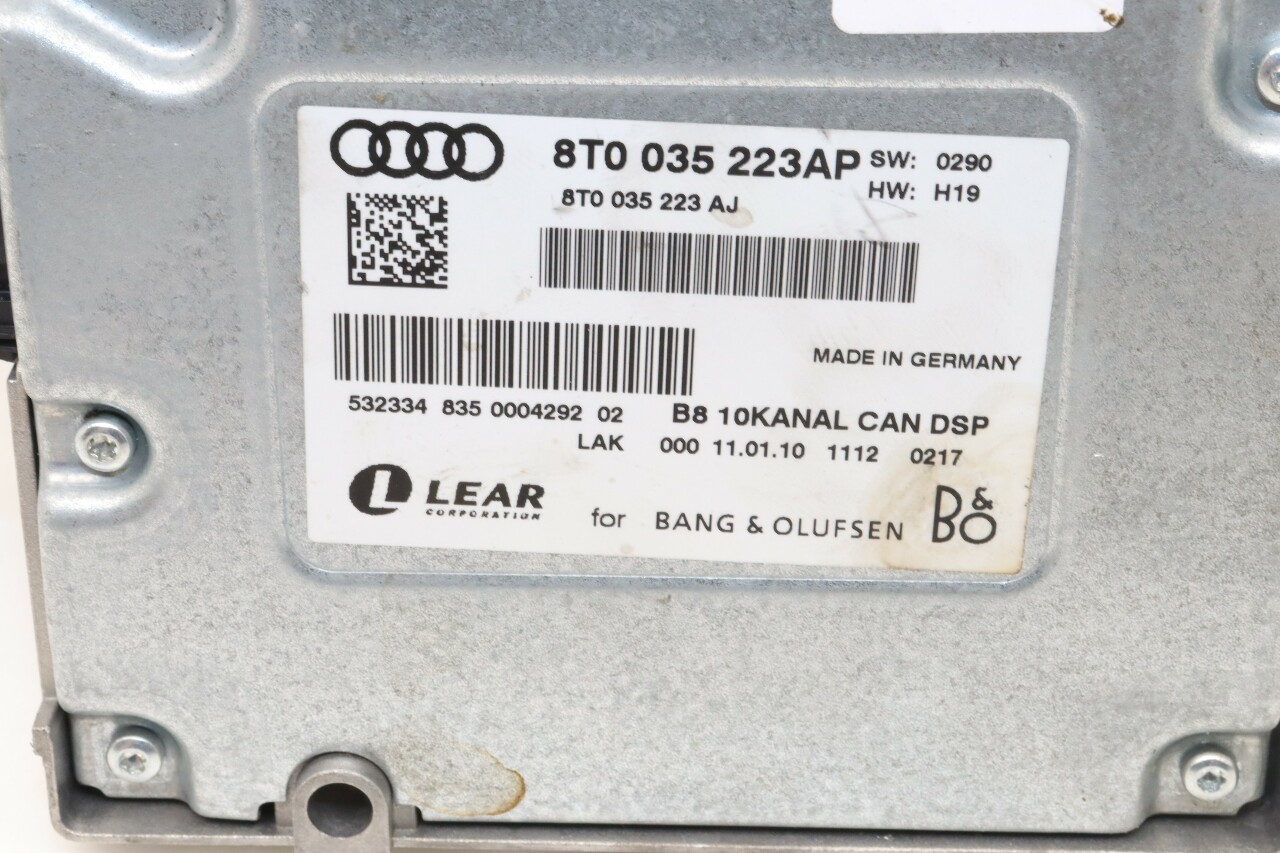 8T0 035 223AP SW: 0290
8T0 035 223 AJ HW: H19
MADE IN GERMANY
532334 835 0004292 02 B8 10KANAL CAN DSP
LAK 000 11.01.10 1112 0217
L LEAR
CORPORATION
for BANG & OLUFSEN B&O